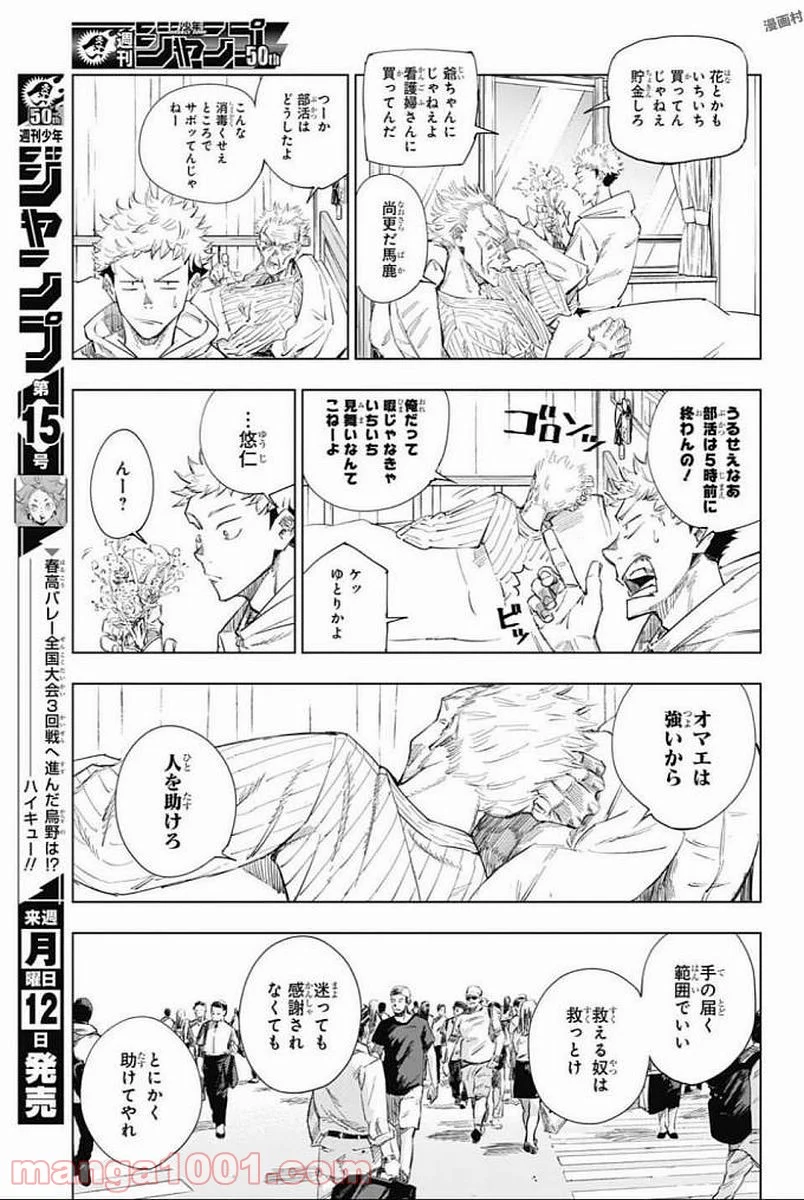 漫画村
週刊
少年
ジャンプ
50th
花とかも
いちいち
買ってん
じゃねえ
貯金しろ
爺ちゃんに
じゃねえよ
看護婦さんに
買ってんだ
尚更だ馬鹿
つーか
部活は
どうしたよ
こんな
消毒くせえ
ところで
サボってんじゃ
ねー
うるせえなあ
部活は5時前に
終わんの！
俺だって
暇じゃなきゃ
いちいち
見舞いなんて
こねーよ
ゴロンッ
ビッ
ケッ
ゆとりかよ
…悠仁
んー？
オマエは
強いから
人を助けろ
手の届く
範囲でいい
救える奴は
救っとけ
迷っても
感謝され
なくても
とにかく
助けてやれ
50th
週刊少年
ジャンプ
第15号
▼春高バレー全国大会3回戦へ進んだ烏野は!?
ハイキュー!!
来週
月
曜日
12
日
発売
manga1001.com